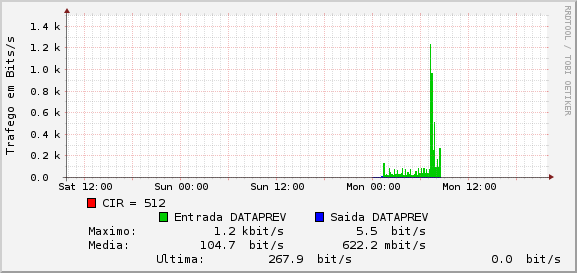 RRDTOOL / TOBI OETIKER
Trafego em Bits/s
1.4 k
1.2 k
1.0 k
0.8 k
0.6 k
0.4 k
0.2 k
0.0
Sat 12:00 Sun 00:00 Sun 12:00 Mon 00:00 Mon 12:00
CIR = 512
Entrada DATAPREV Saida DATAPREV
Maximo: 1.2 kbit/s 5.5 bit/s
Media: 104.7 bit/s 622.2 mbit/s
Ultima: 267.9 bit/s 0.0 bit/s